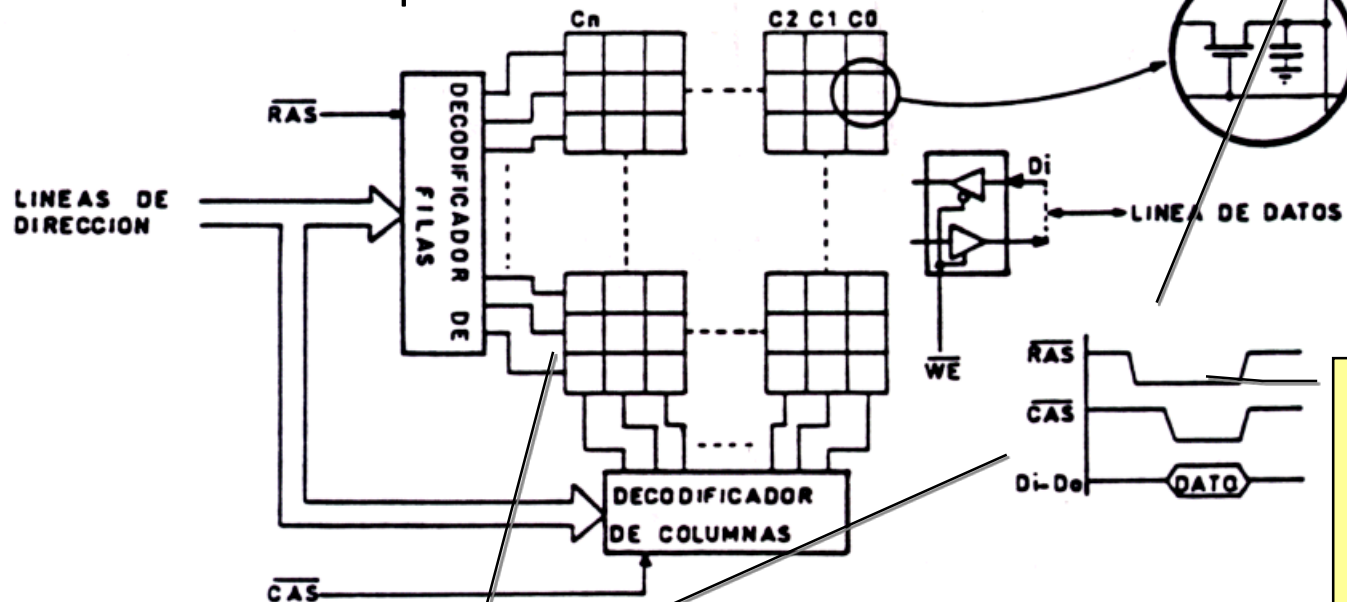 Cn
C2 C1 C0
RAS
DECODIFICADOR DE
FILAS
LINEAS DE
DIRECCION
Di
LINEA DE DATOS
WE
RAS
CAS
Di-Do
DATO
DECODIFICADOR
DE COLUMNAS
CAS